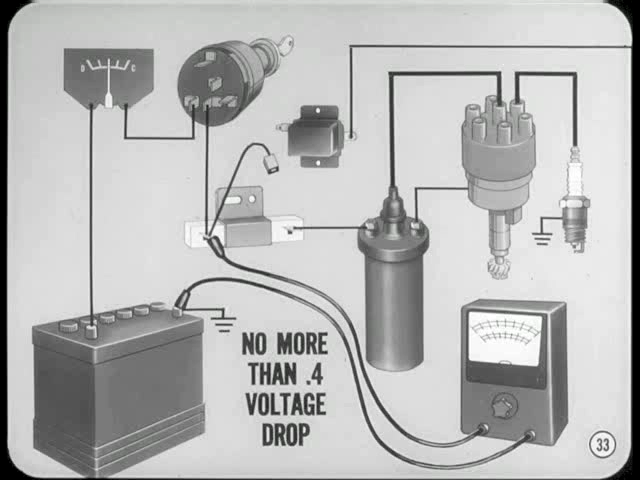 D C
NO MORE
THAN .4
VOLTAGE
DROP
33